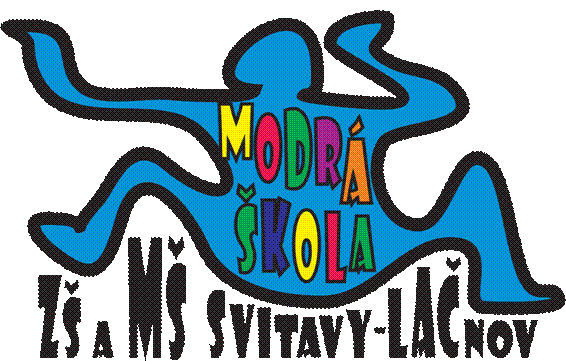 MODRÁ
ŠKOLA
ZŠ A MŠ SVITAVY-LAČNOV